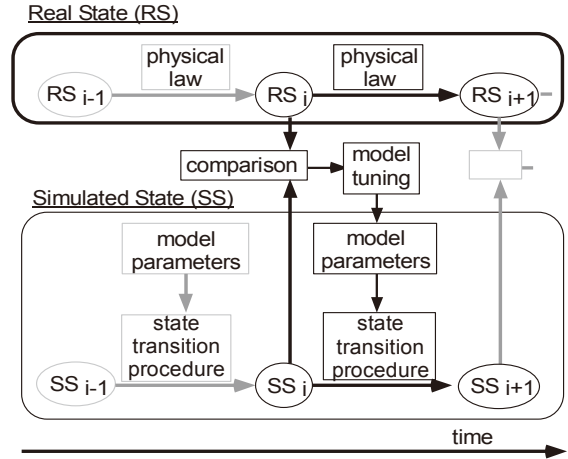 Real State (RS)
physical
law
physical
law
RS i-1
RS i
RS i+1
comparison
model
tuning
Simulated State (SS)
model
parameters
model
parameters
state
transition
procedure
state
transition
procedure
SS i-1
SS i
SS i+1
time